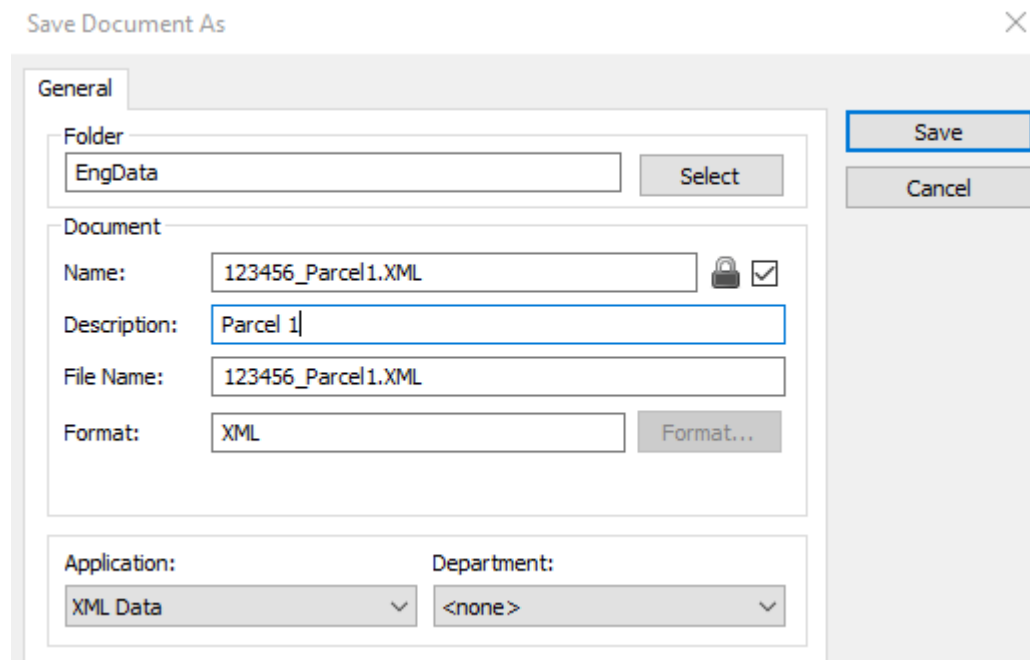 Save Document As
General
Folder
EngData
Select
Save
Cancel
Document
Name: 123456_Parcel1.XML
Description: Parcel 1
File Name: 123456_Parcel1.XML
Format: XML Format...
Application: Department:
XML Data <none>